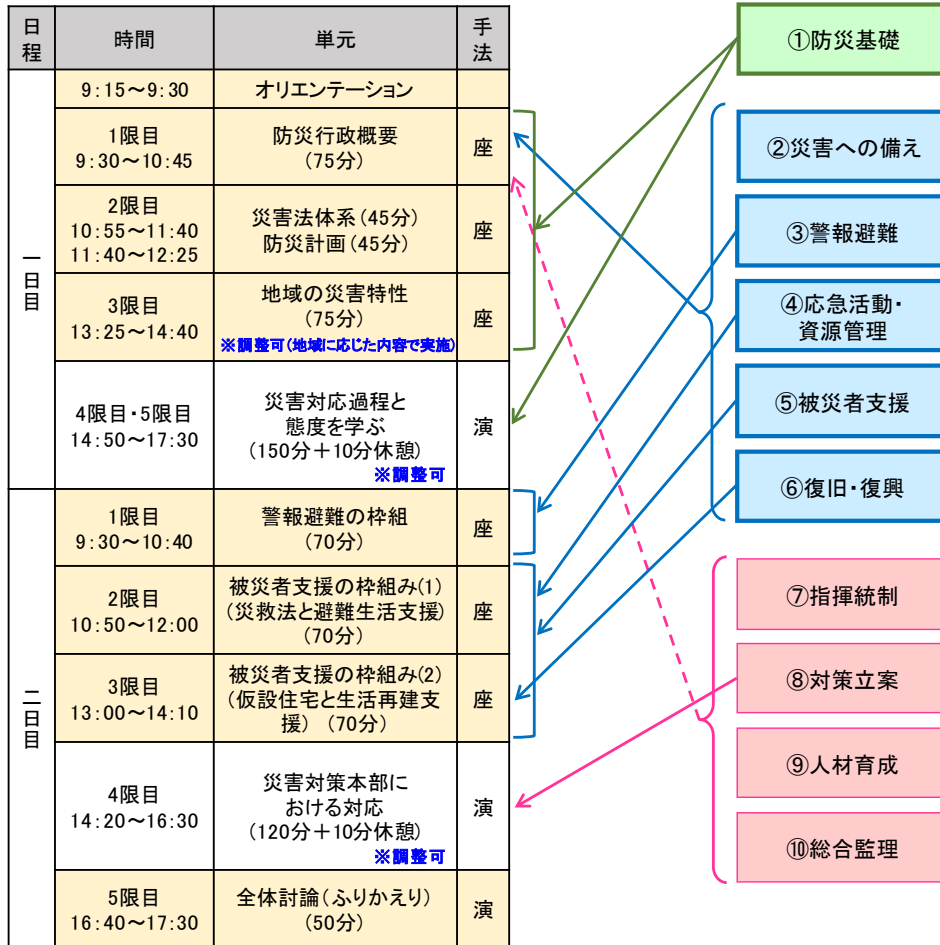 日程
時間
単元
手法
一日目
9:15~9:30
オリエンテーション
1限目
9:30~10:45
防災行政概要
(75分)
座
2限目
10:55~11:40
11:40~12:25
災害法体系(45分)
防災計画(45分)
座
3限目
13:25~14:40
地域の災害特性
(75分)
※調整可(地域に応じた内容で実施)
座
4限目・5限目
14:50~17:30
災害対応過程と
態度を学ぶ
(150分+10分休憩)
※調整可
演
二日目
1限目
9:30~10:40
警報避難の枠組
(70分)
座
2限目
10:50~12:00
被災者支援の枠組み(1)
(災救法と避難生活支援)
(70分)
座
3限目
13:00~14:10
被災者支援の枠組み(2)
(仮設住宅と生活再建支
援) (70分)
座
4限目
14:20~16:30
災害対策本部に
おける対応
(120分+10分休憩)
※調整可
演
5限目
16:40~17:30
全体討論(ふりかえり)
(50分)
演
①防災基礎
②災害への備え
③警報避難
④応急活動・
資源管理
⑤被災者支援
⑥復旧・復興
⑦指揮統制
⑧対策立案
⑨人材育成
⑩総合監理